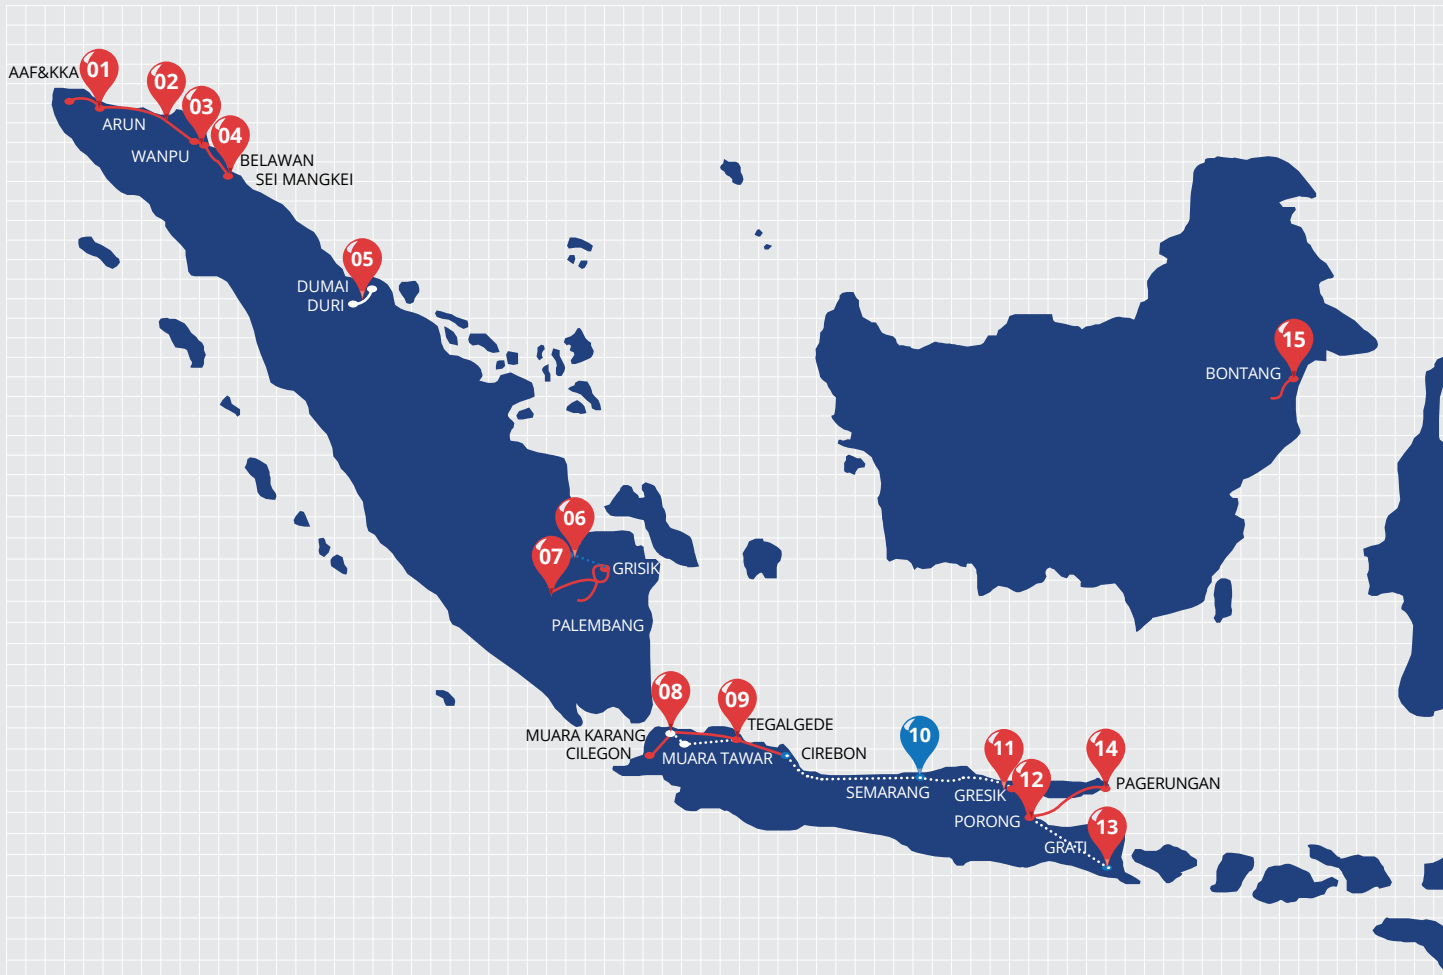 AAF&KKA
01
02
03
04
ARUN
WANPU
BELAWAN
SEI MANGKEI
05
DUMAI
DURI
15
BONTANG
06
07
GRISIK
PALEMBANG
08
09
TEGALGEDE
MUARA KARANG
CILEGON
MUARA TAWAR
CIREBON
10
SEMARANG
11
12
14
GRESIK
PAGERUNGAN
PORONG
13
GRATI